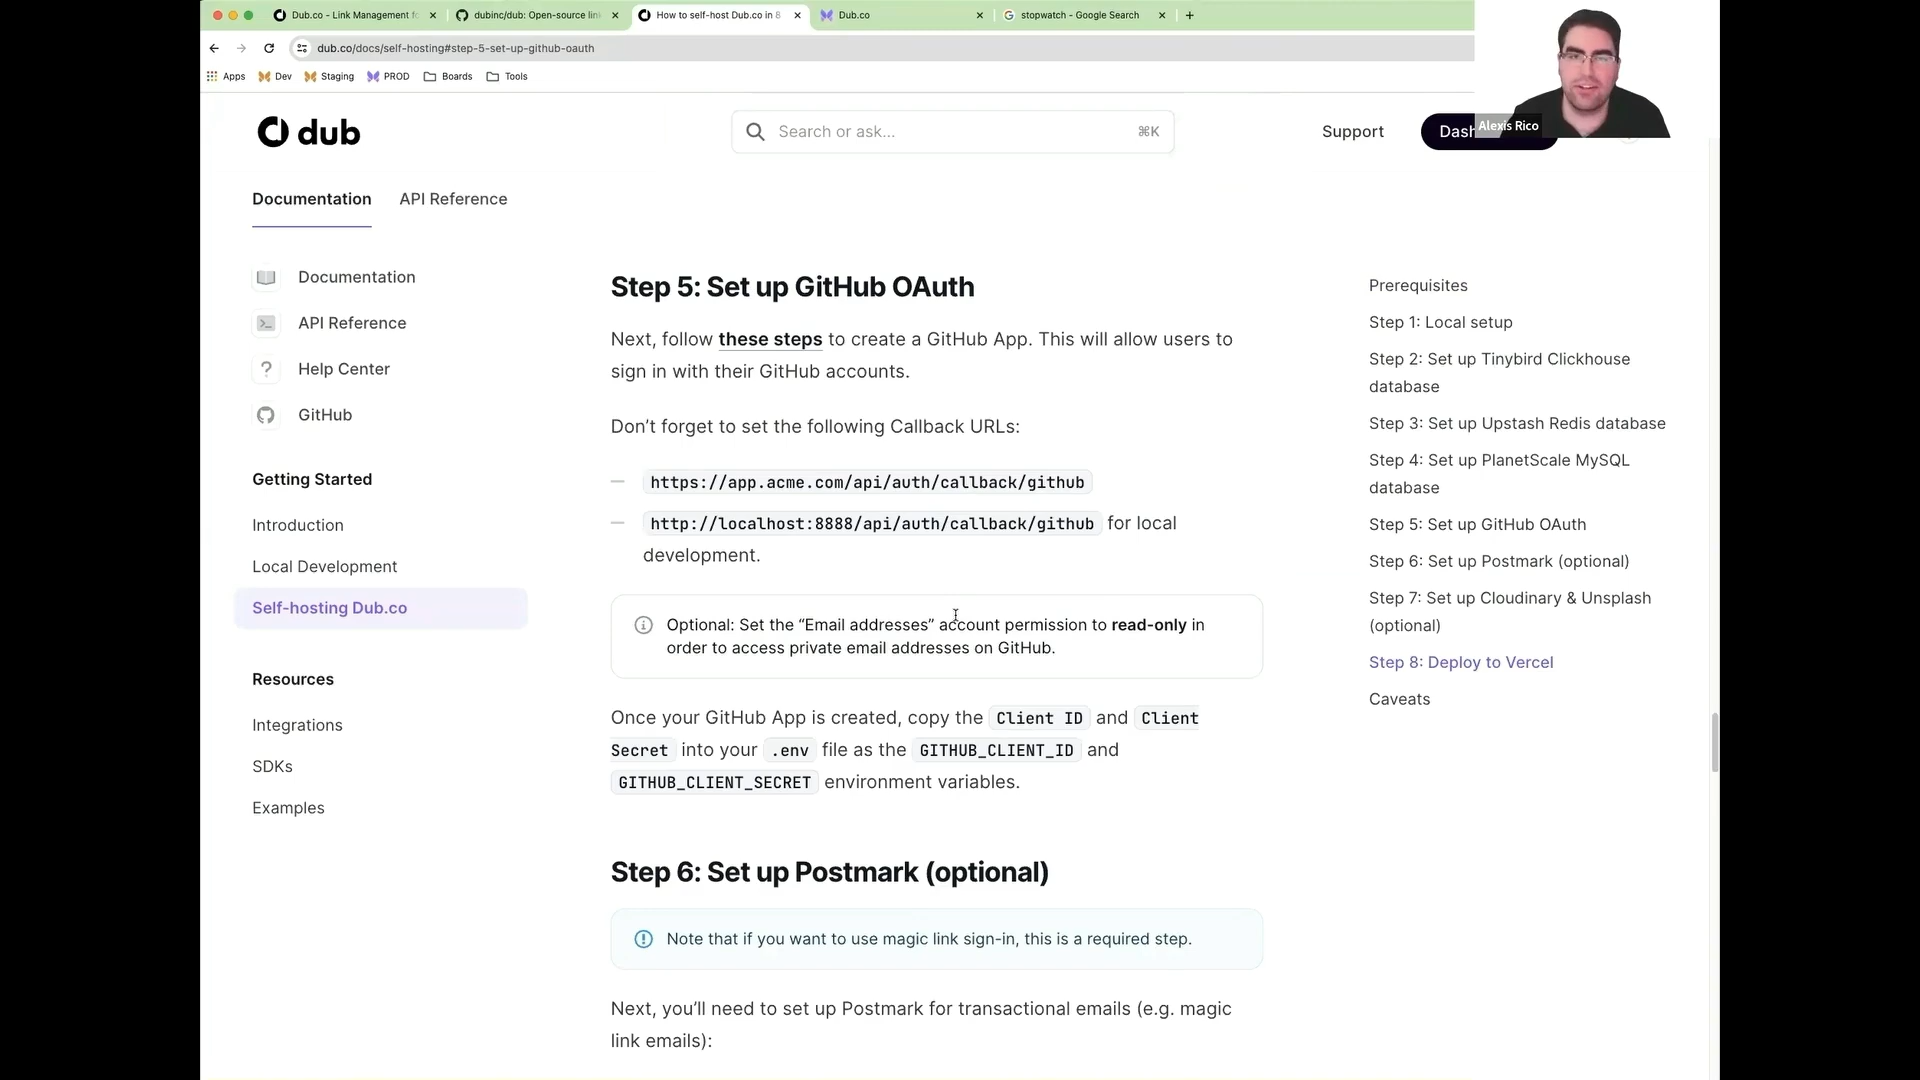 Dub.co - Link Management fo
dubinc/dub: Open-source link
How to self-host Dub.co in 8
Dub.co
stopwatch - Google Search
dub.co/docs/self-hosting#step-5-set-up-github-oauth
Apps
Dev
Staging
PROD
Boards
Tools
dub
Search or ask...
⌘K
Support
Dash
Alexis Rico
Documentation
API Reference
Documentation
API Reference
Help Center
GitHub
Getting Started
Introduction
Local Development
Self-hosting Dub.co
Resources
Integrations
SDKs
Examples
Step 5: Set up GitHub OAuth
Next, follow these steps to create a GitHub App. This will allow users to
sign in with their GitHub accounts.
Don’t forget to set the following Callback URLs:
— https://app.acme.com/api/auth/callback/github
— http://localhost:8888/api/auth/callback/github for local
development.
Optional: Set the “Email addresses” account permission to read-only in
order to access private email addresses on GitHub.
Once your GitHub App is created, copy the Client ID and Client
Secret into your .env file as the GITHUB_CLIENT_ID and
GITHUB_CLIENT_SECRET environment variables.
Step 6: Set up Postmark (optional)
Note that if you want to use magic link sign-in, this is a required step.
Next, you’ll need to set up Postmark for transactional emails (e.g. magic
link emails):
Prerequisites
Step 1: Local setup
Step 2: Set up Tinybird Clickhouse
database
Step 3: Set up Upstash Redis database
Step 4: Set up PlanetScale MySQL
database
Step 5: Set up GitHub OAuth
Step 6: Set up Postmark (optional)
Step 7: Set up Cloudinary & Unsplash
(optional)
Step 8: Deploy to Vercel
Caveats